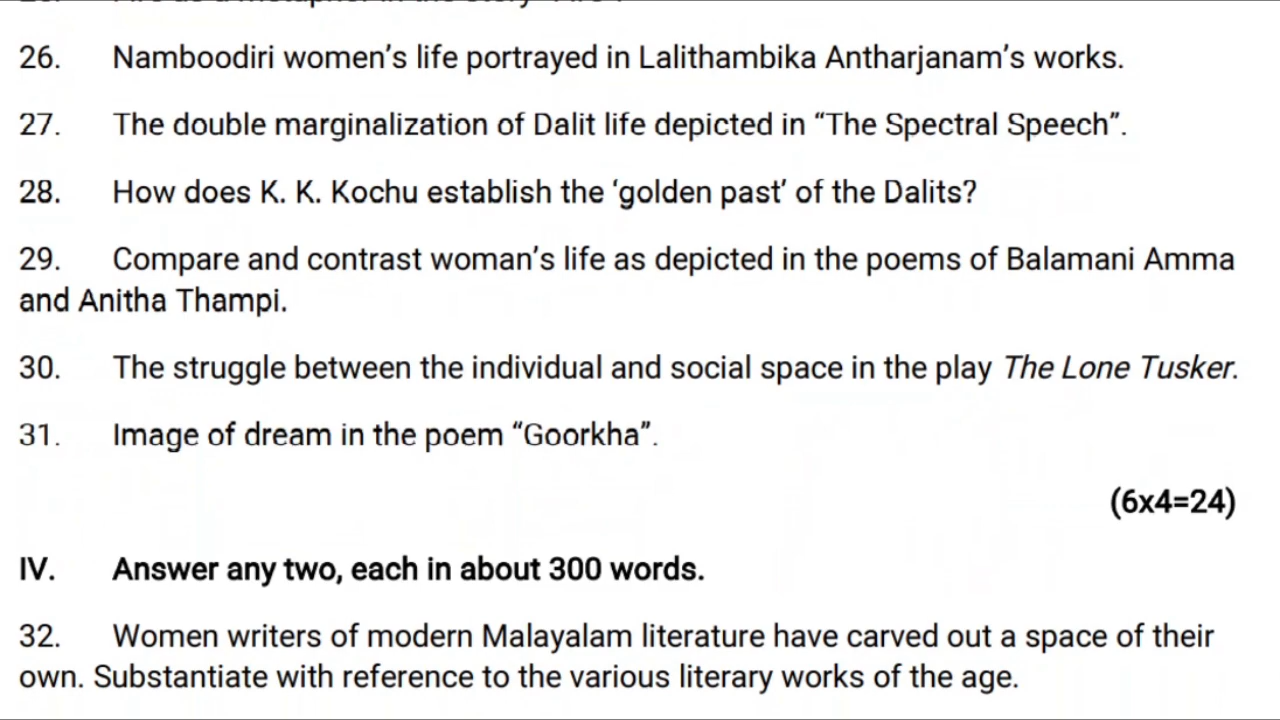 26. Namboodiri women's life portrayed in Lalithambika Antharjanam's works.
27. The double marginalization of Dalit life depicted in “The Spectral Speech”.
28. How does K. K. Kochu establish the ‘golden past’ of the Dalits?
29. Compare and contrast woman's life as depicted in the poems of Balamani Amma
and Anitha Thampi.
30. The struggle between the individual and social space in the play The Lone Tusker.
31. Image of dream in the poem “Goorkha”.
(6x4=24)
IV. Answer any two, each in about 300 words.
32. Women writers of modern Malayalam literature have carved out a space of their
own. Substantiate with reference to the various literary works of the age.